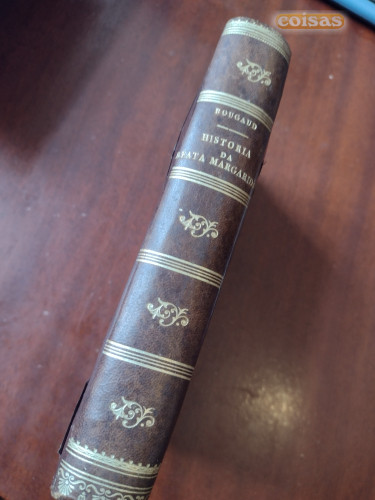 coisas
BOUGAUD
HISTORIA
DA
BEATA MARGARIDA